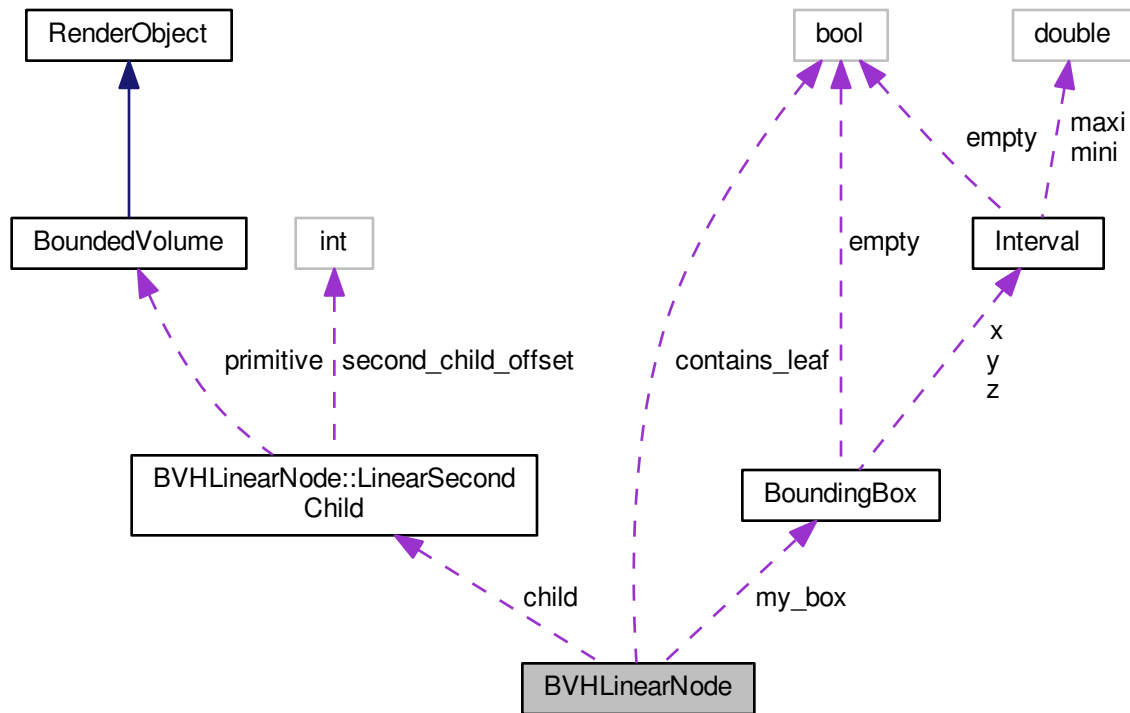 RenderObject
bool
double
maxi
mini
empty
BoundedVolume
int
Interval
empty
primitive
second_child_offset
contains_leaf
x
y
z
BVHLinearNode::LinearSecond
Child
BoundingBox
child
my_box
BVHLinearNode